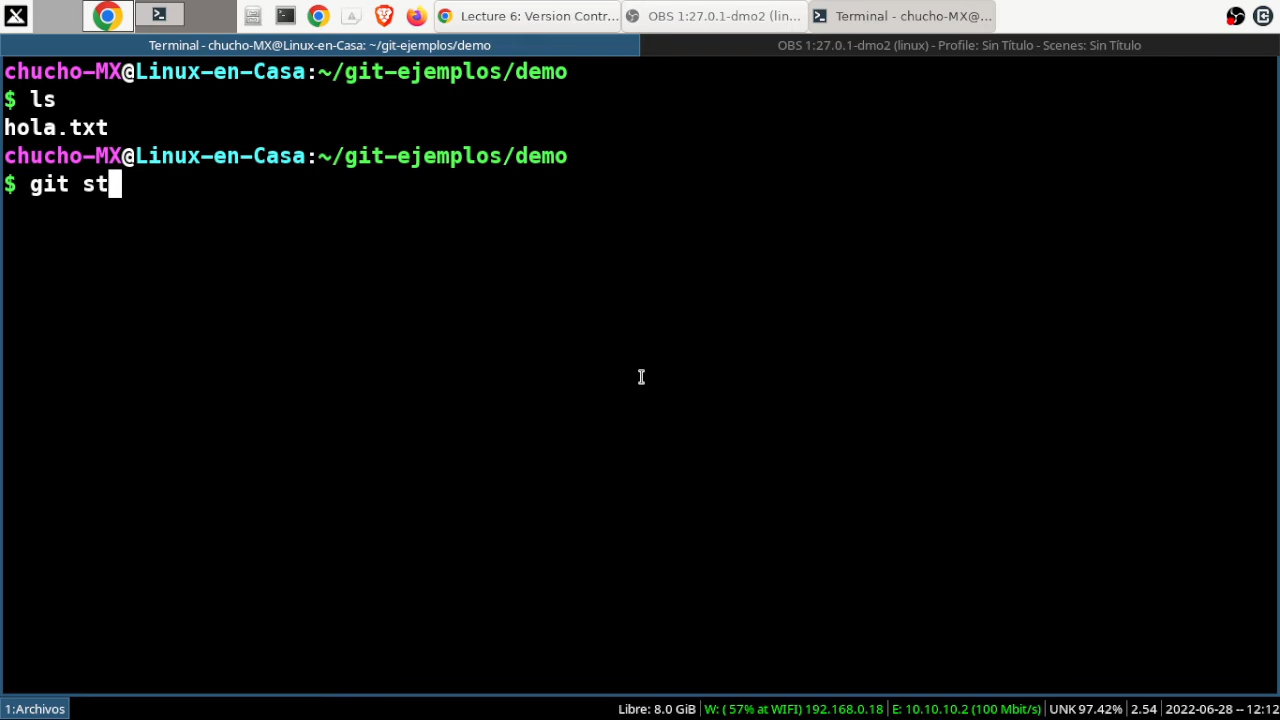 Lecture 6: Version Contr...
OBS 1:27.0.1-dmo2 (lin...
Terminal - chucho-MX@...
Terminal - chucho-MX@Linux-en-Casa: ~/git-ejemplos/demo
OBS 1:27.0.1-dmo2 (linux) - Profile: Sin Título - Scenes: Sin Título
chucho-MX@Linux-en-Casa:~/git-ejemplos/demo
$ ls
hola.txt
chucho-MX@Linux-en-Casa:~/git-ejemplos/demo
$ git st
1:Archivos
Libre: 8.0 GiB | W: ( 57% at WIFI) 192.168.0.18 | E: 10.10.10.2 (100 Mbit/s) | UNK 97.42% | 2.54 | 2022-06-28 -- 12:12